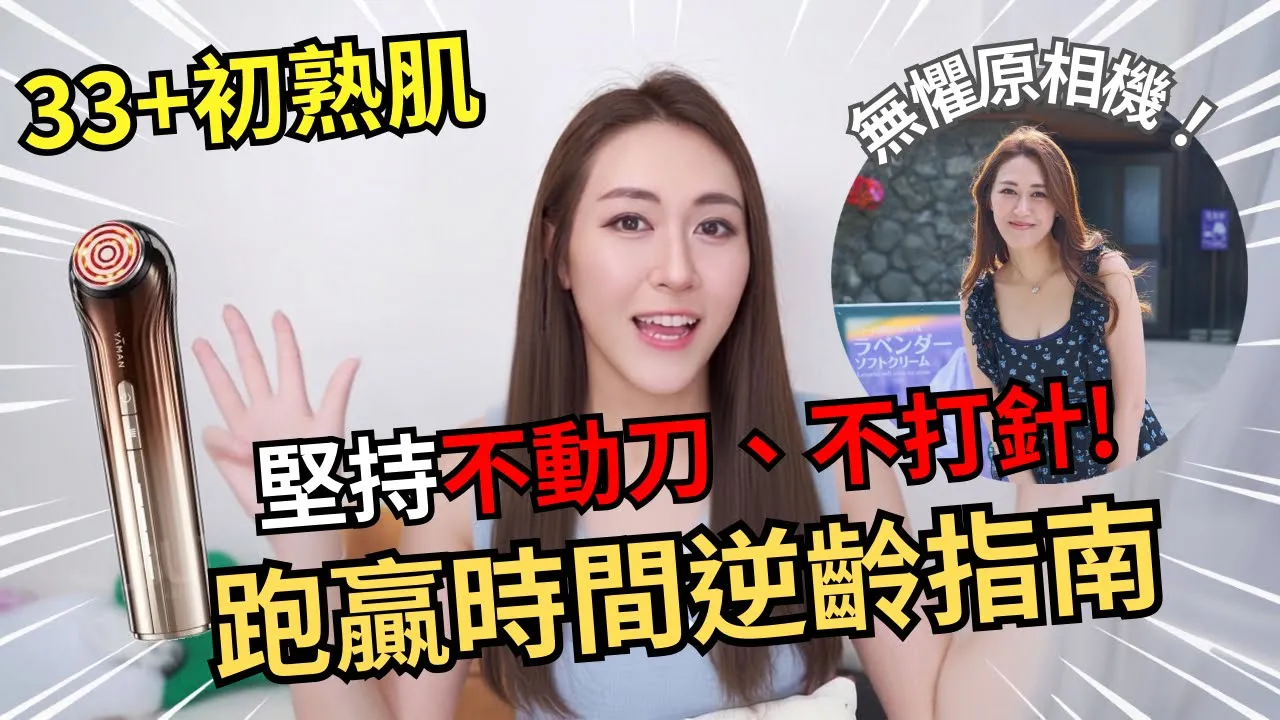 33+初熟肌
無懼原相機！
YAMAN
ラベンダー
ソフトクリーム
堅持不動刀、不打針!
跑贏時間逆齡指南